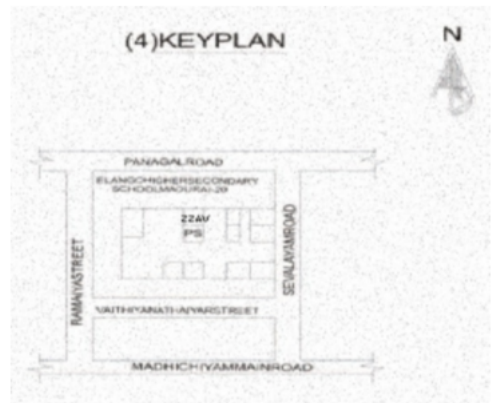 (4)KEYPLAN
N
PANAGALROAD
ELANGOHIGHERSECONDARY
SCHOOLMADURAI-20
22AV
PS
RAMAIYASTREET
SEVALAYAMROAD
VAITHIYANATHAIYARSTREET
MADHICHIYAMMAINROAD